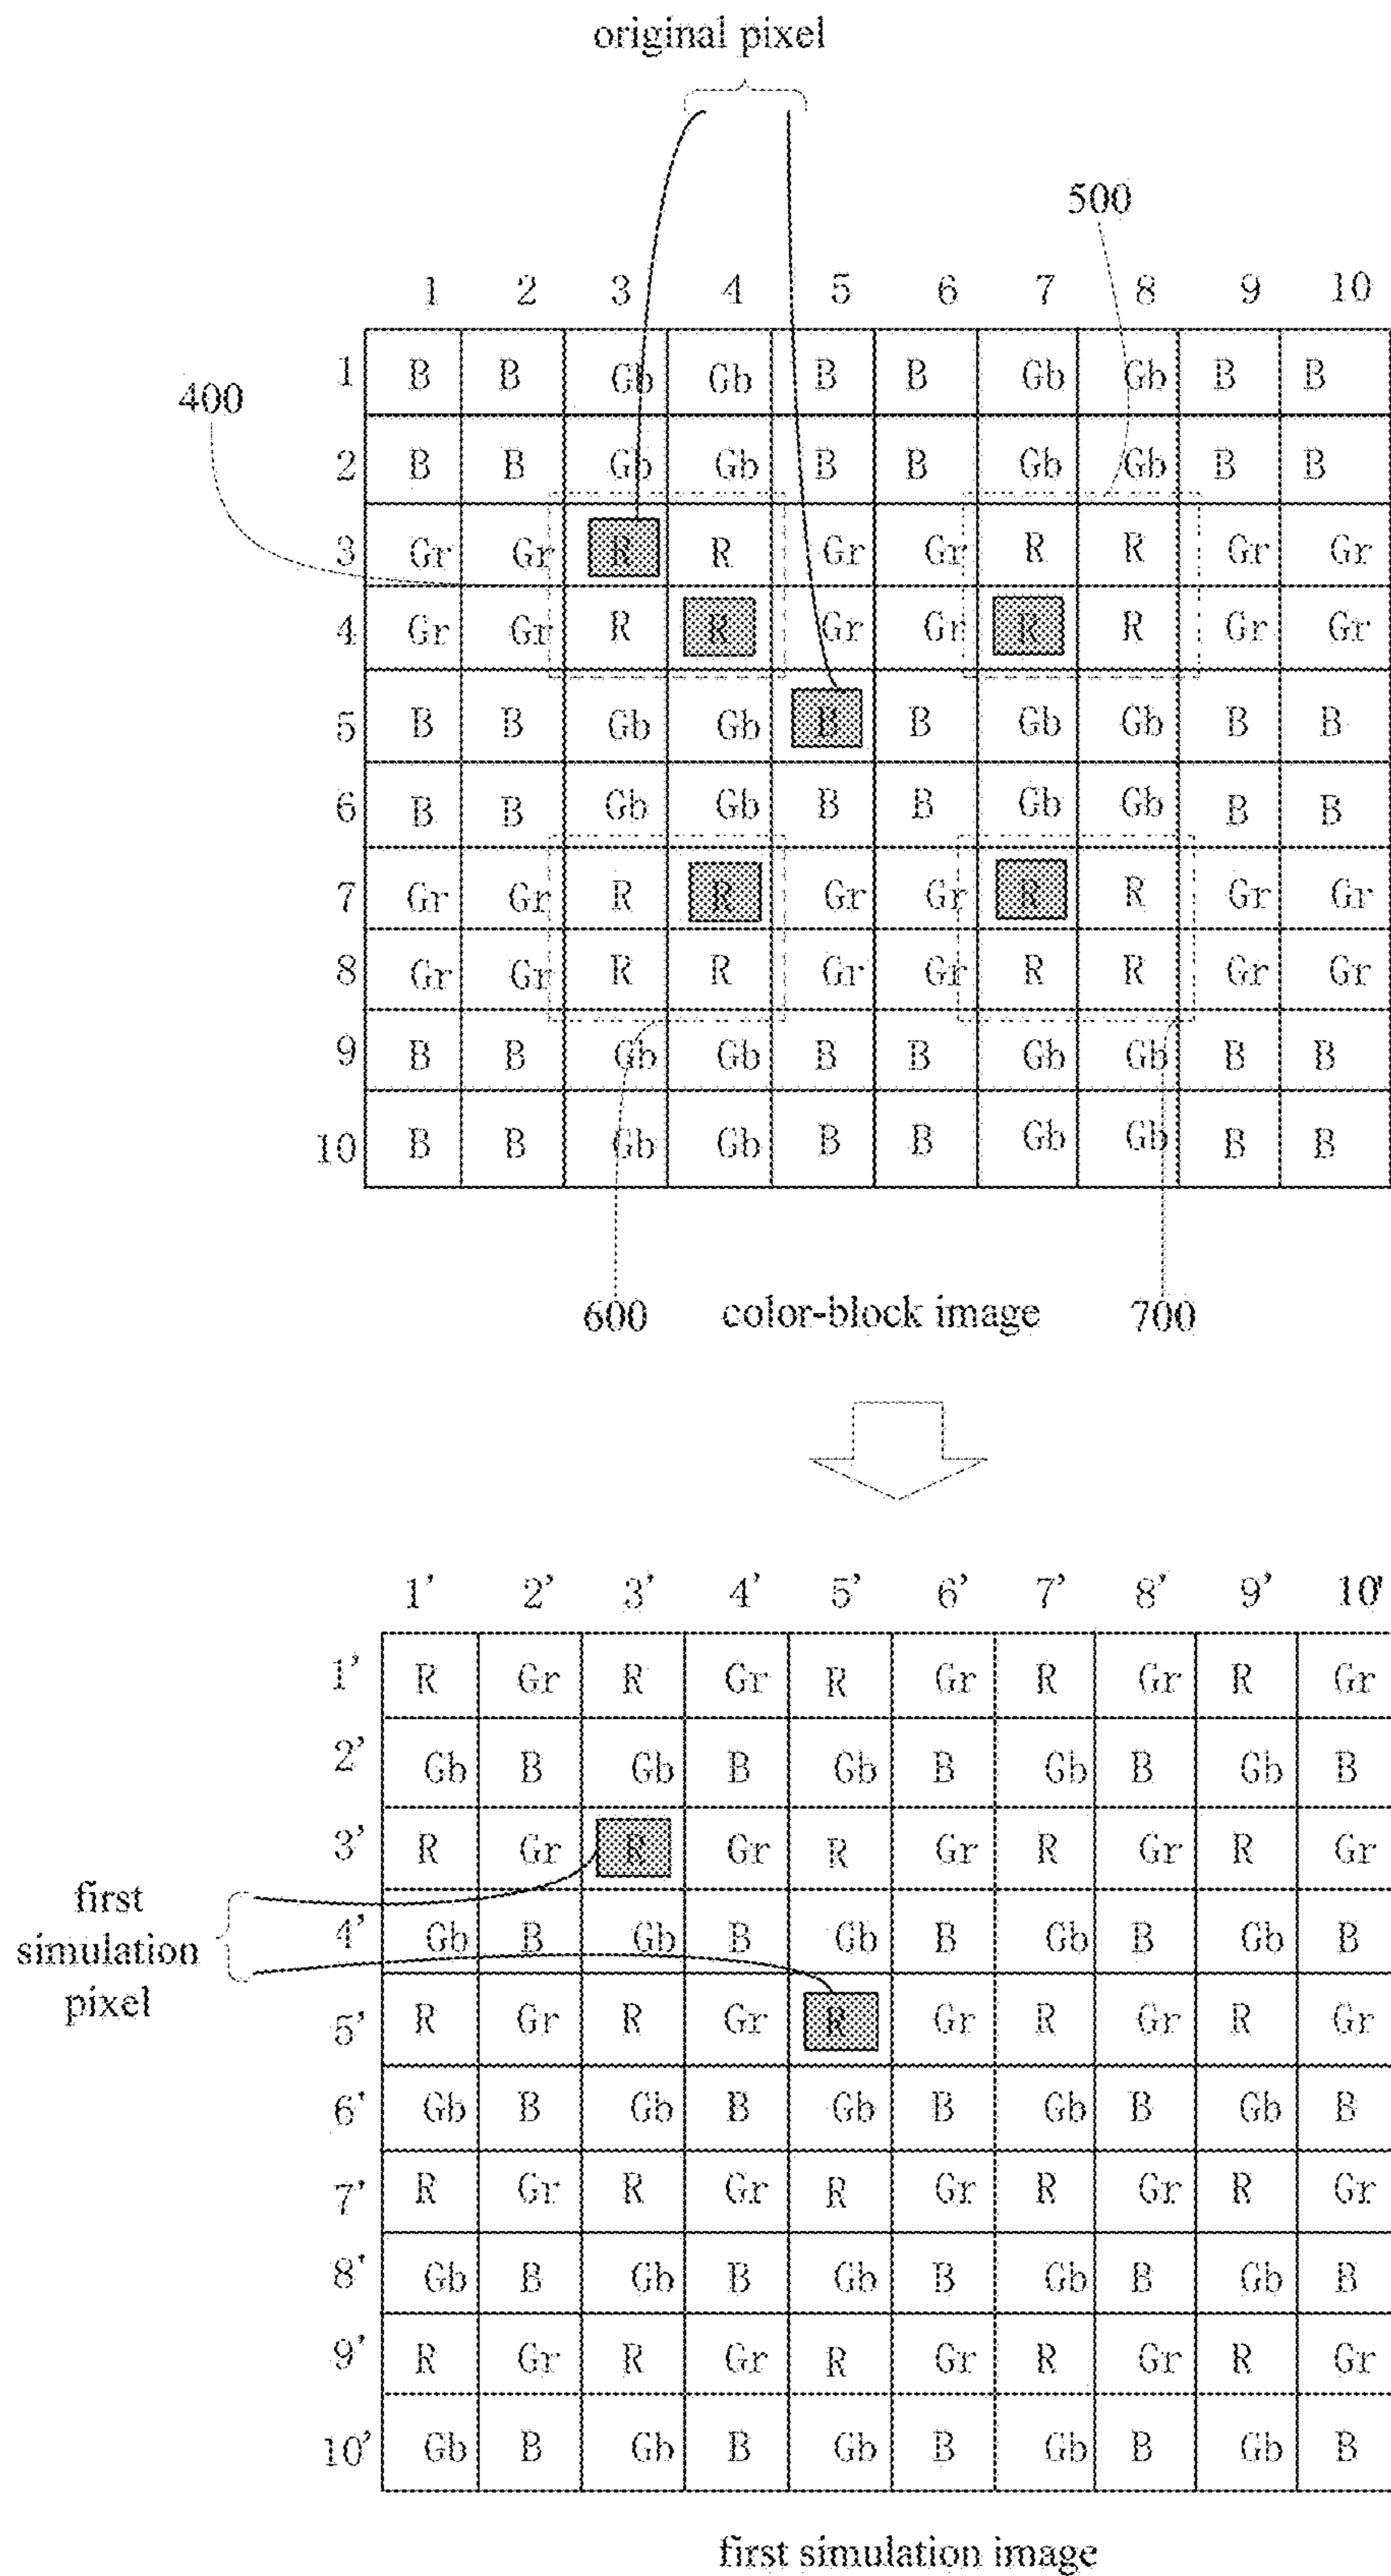 original pixel
500
1 2 3 4 5 6 7 8 9 10
400
1 B B Gb Gb B B Gb Gb B B
2 B B Gb Gb B B Gb Gb B B
3 Gr Gr R R Gr Gr R R Gr Gr
4 Gr Gr R R Gr Gr R R Gr Gr
5 B B Gb Gb B B Gb Gb B B
6 B B Gb Gb B B Gb Gb B B
7 Gr Gr R R Gr Gr R R Gr Gr
8 Gr Gr R R Gr Gr R R Gr Gr
9 B B Gb Gb B B Gb Gb B B
10 B B Gb Gb B B Gb Gb B B
600 color-block image 700
1' 2' 3' 4' 5' 6' 7' 8' 9' 10'
1' R Gr R Gr R Gr R Gr R Gr
2' Gb B Gb B Gb B Gb B Gb B
3' R Gr R Gr R Gr R Gr R Gr
first
simulation
pixel
4' Gb B Gb B Gb B Gb B Gb B
5' R Gr R Gr R Gr R Gr R Gr
6' Gb B Gb B Gb B Gb B Gb B
7' R Gr R Gr R Gr R Gr R Gr
8' Gb B Gb B Gb B Gb B Gb B
9' R Gr R Gr R Gr R Gr R Gr
10' Gb B Gb B Gb B Gb B Gb B
first simulation image